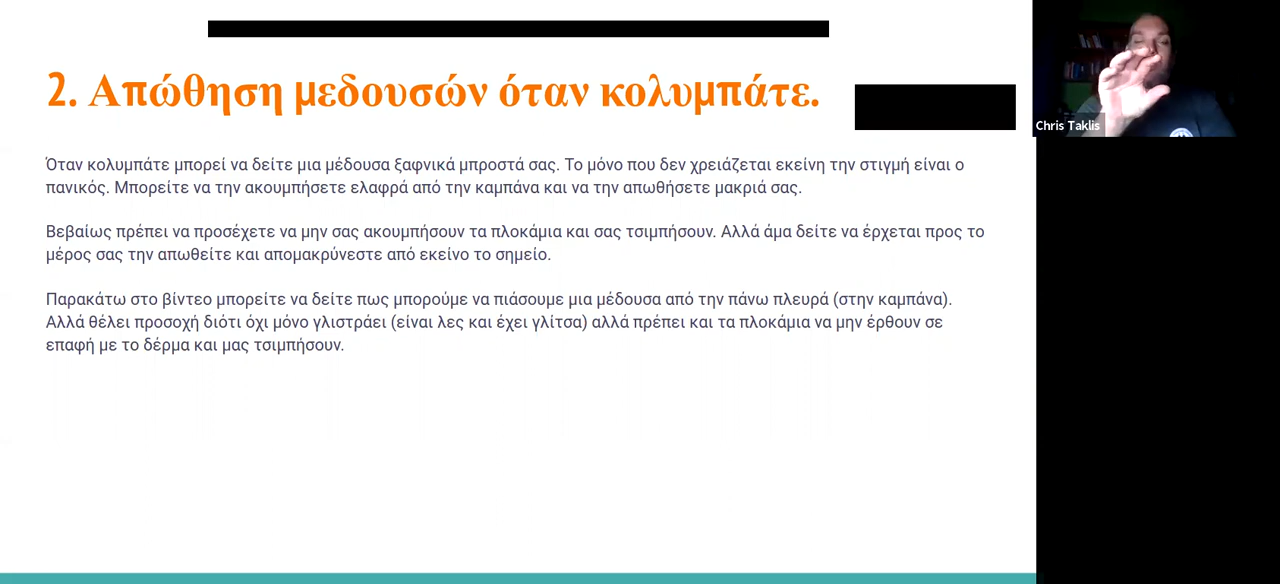 2. Απώθηση μεδουσών όταν κολυμπάτε.
Chris Taklis
Όταν κολυμπάτε μπορεί να δείτε μια μέδουσα ξαφνικά μπροστά σας. Το μόνο που δεν χρειάζεται εκείνη την στιγμή είναι ο
πανικός. Μπορείτε να την ακουμπήσετε ελαφρά από την καμπάνα και να την απωθήσετε μακριά σας.
Βεβαίως πρέπει να προσέχετε να μην σας ακουμπήσουν τα πλοκάμια και σας τσιμπήσουν. Αλλά άμα δείτε να έρχεται προς το
μέρος σας την απωθείτε και απομακρύνεστε από εκείνο το σημείο.
Παρακάτω στο βίντεο μπορείτε να δείτε πως μπορούμε να πιάσουμε μια μέδουσα από την πάνω πλευρά (στην καμπάνα).
Αλλά θέλει προσοχή διότι όχι μόνο γλιστράει (είναι λες και έχει γλίτσα) αλλά πρέπει και τα πλοκάμια να μην έρθουν σε
επαφή με το δέρμα και μας τσιμπήσουν.